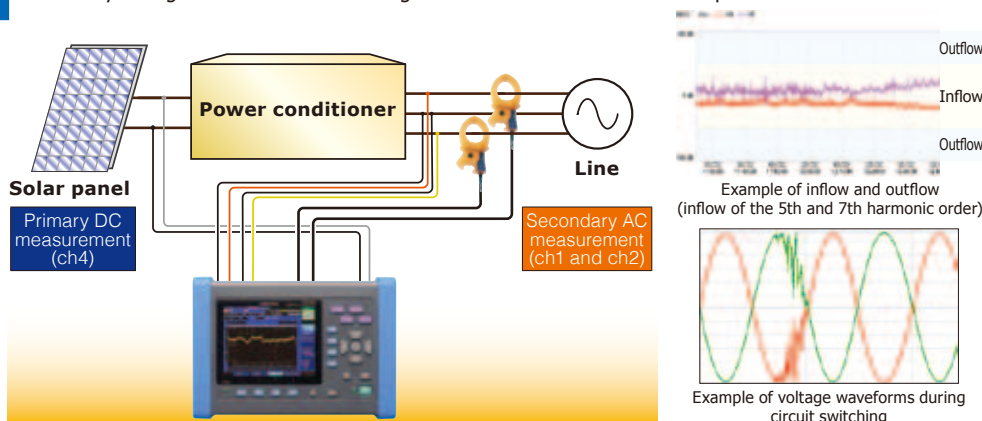 Power conditioner
Solar panel
Line
Primary DC
measurement
(ch4)
Secondary AC
measurement
(ch1 and ch2)
Outflow
Inflow
Outflow
Example of inflow and outflow
(inflow of the 5th and 7th harmonic order)
Example of voltage waveforms during
circuit switching